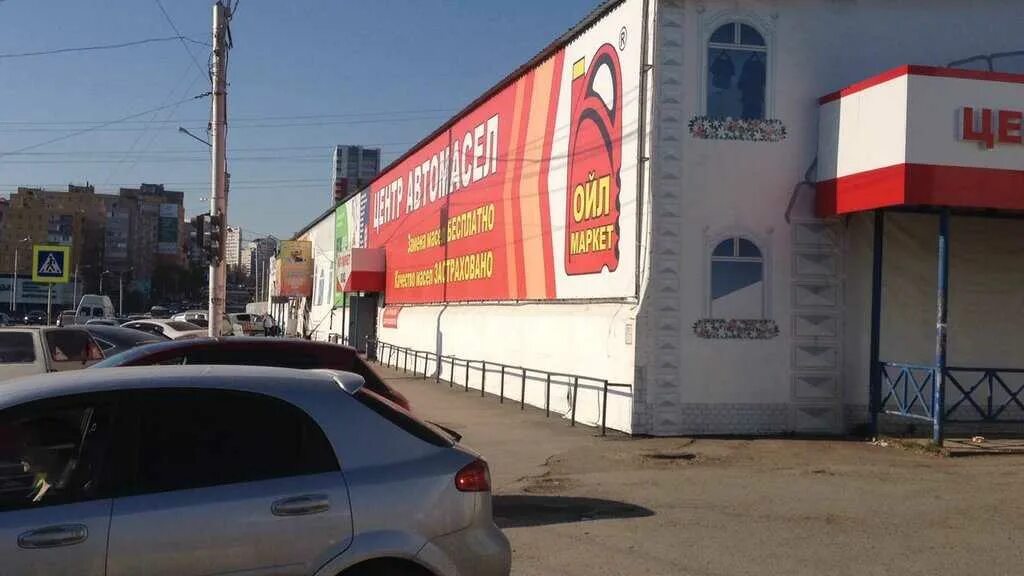 ЦЕНТР АВТОМАСЕЛ
Замена масел БЕСПЛАТНО
Качество масел ЗАСТРАХОВАНО
ОЙЛ
МАРКЕТ
®
ЦЕ